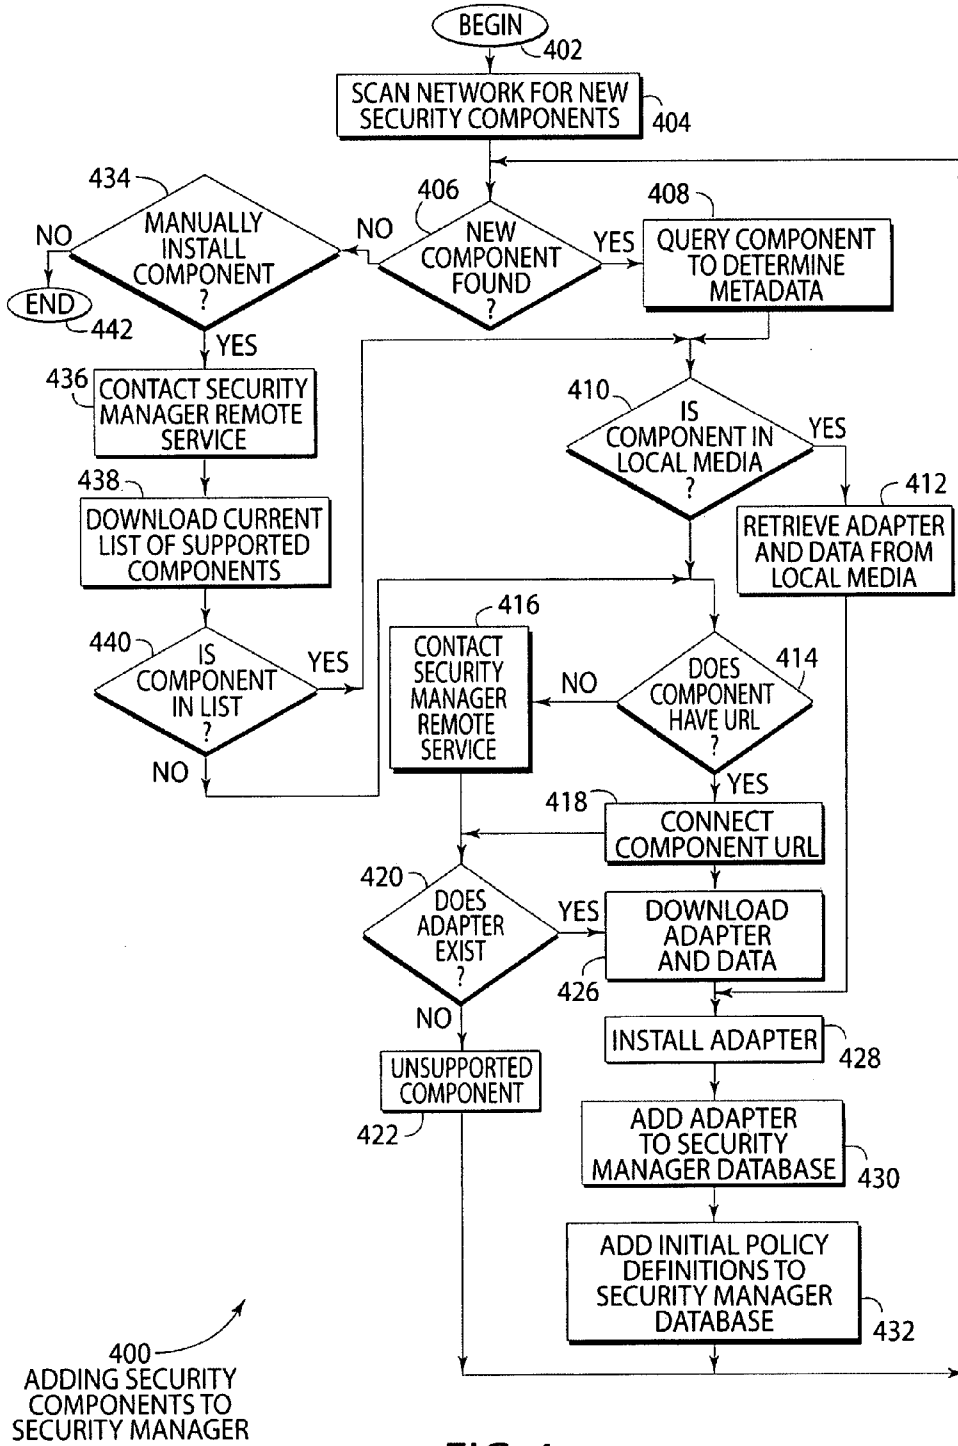 BEGIN
402
SCAN NETWORK FOR NEW
SECURITY COMPONENTS
404
434
MANUALLY
INSTALL
COMPONENT
?
NO
END
442
YES
406
NEW
COMPONENT
FOUND
?
NO
YES
408
QUERY COMPONENT
TO DETERMINE
METADATA
436
CONTACT SECURITY
MANAGER REMOTE
SERVICE
410
IS
COMPONENT IN
LOCAL MEDIA
?
YES
412
RETRIEVE ADAPTER
AND DATA FROM
LOCAL MEDIA
438
DOWNLOAD CURRENT
LIST OF SUPPORTED
COMPONENTS
440
IS
COMPONENT
IN LIST
?
YES
NO
416
CONTACT
SECURITY
MANAGER
REMOTE
SERVICE
NO
414
DOES
COMPONENT
HAVE URL
?
YES
418
CONNECT
COMPONENT URL
420
DOES
ADAPTER
EXIST
?
YES
NO
DOWNLOAD
ADAPTER
AND DATA
426
INSTALL ADAPTER
428
UNSUPPORTED
COMPONENT
422
ADD ADAPTER
TO SECURITY
MANAGER DATABASE
430
ADD INITIAL POLICY
DEFINITIONS TO
SECURITY MANAGER
DATABASE
432
400
ADDING SECURITY
COMPONENTS TO
SECURITY MANAGER